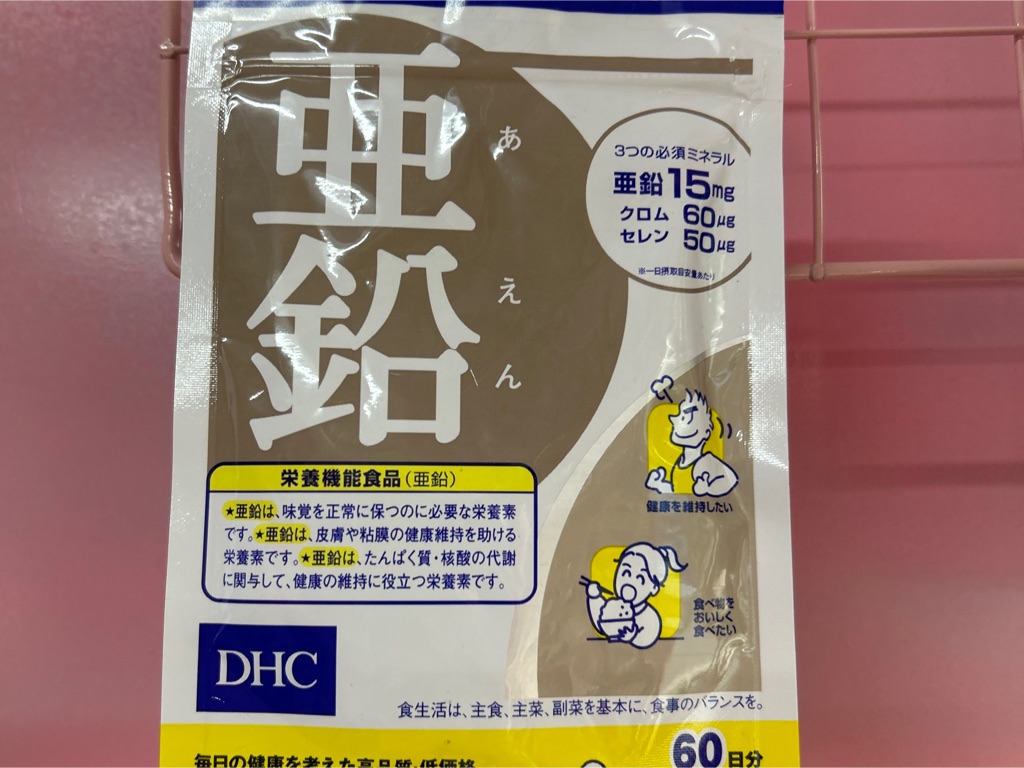 亜鉛
あえん
3つの必須ミネラル
亜鉛15mg
クロム 60μg
セレン 50μg
※一日摂取目安量あたり
健康を維持したい
栄養機能食品(亜鉛)
★亜鉛は、味覚を正常に保つのに必要な栄養素
です。★亜鉛は、皮膚や粘膜の健康維持を助ける
栄養素です。★亜鉛は、たんぱく質・核酸の代謝
に関与して、健康の維持に役立つ栄養素です。
食べ物を
おいしく
食べたい
DHC
食生活は、主食、主菜、副菜を基本に、食事のバランスを。
毎日の健康を考えた高品質・低価格
60日分